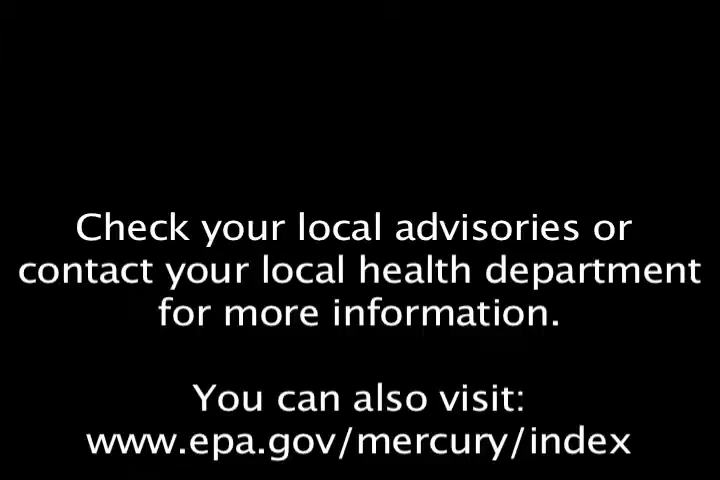 Check your local advisories or
contact your local health department
for more information.
You can also visit:
www.epa.gov/mercury/index